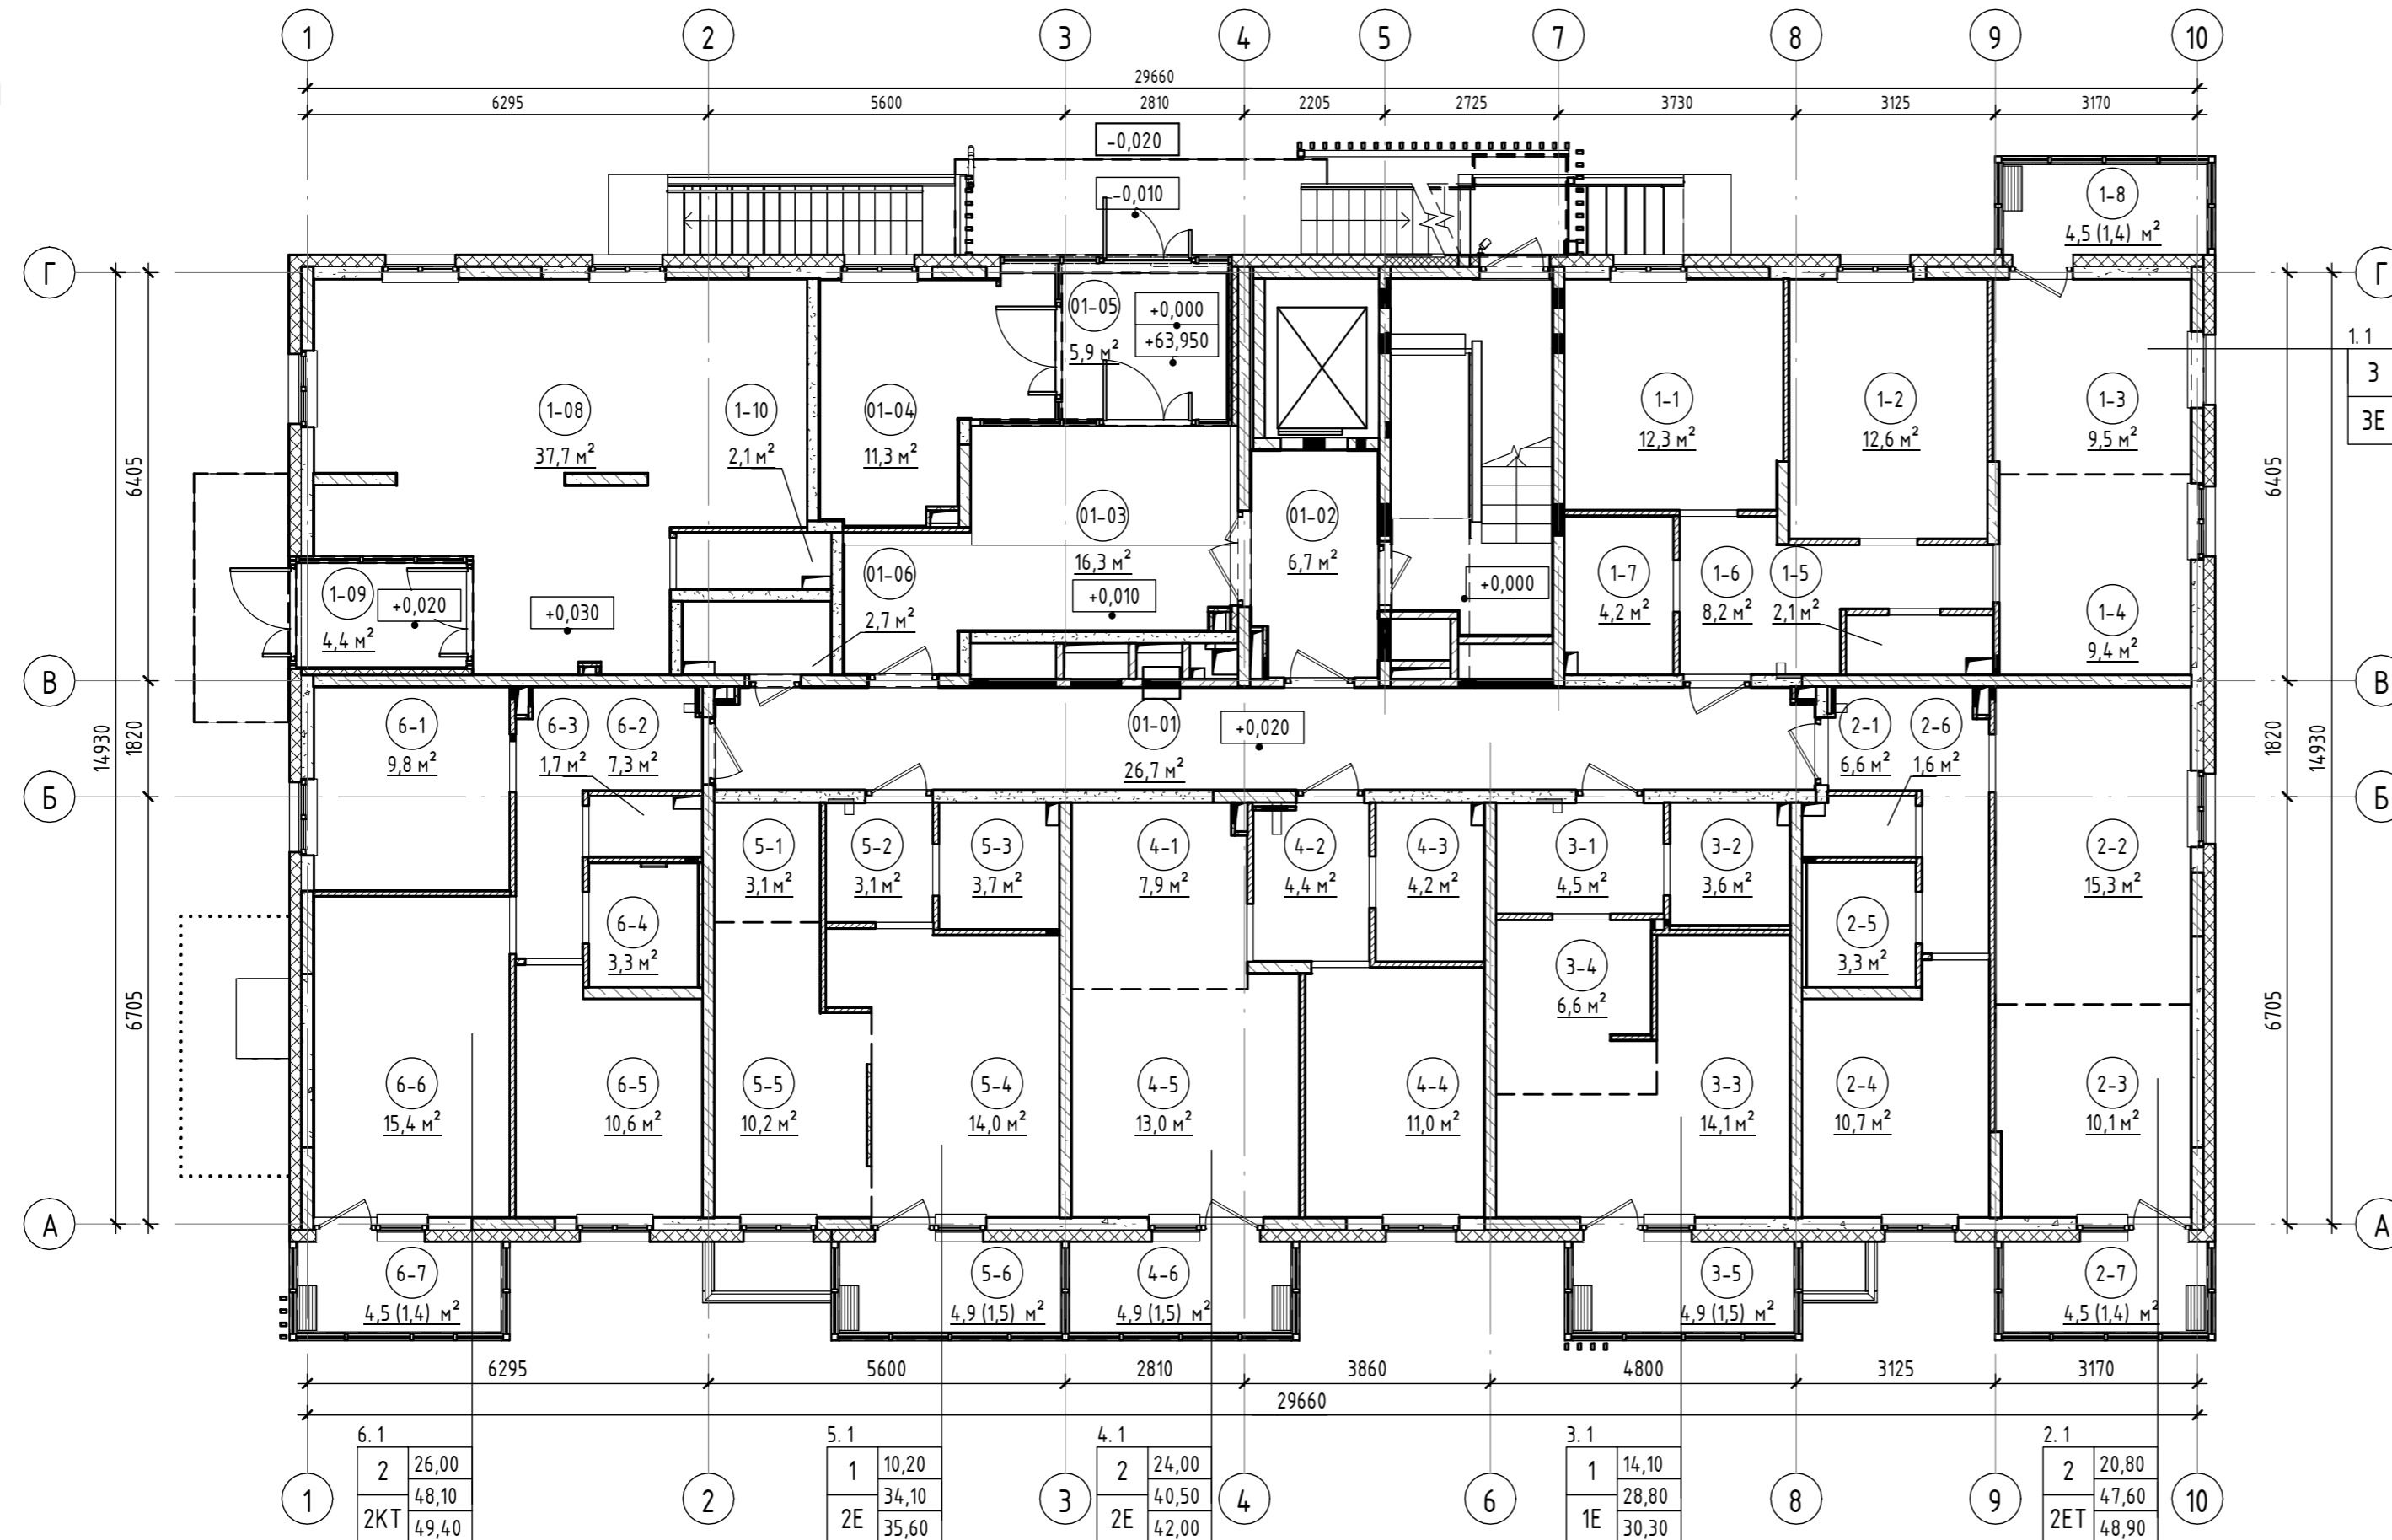 1 2 3 4 5 7 8 9 10
29660
6295 5600 2810 2205 2725 3730 3125 3170
-0,020
-0,010
1-8
4,5 (1,4) м²
Г Г
01-05
5,9 м²
+0,000
+63,950
1.1
3
3Е
1-08
37,7 м²
1-10
2,1 м²
01-04
11,3 м²
1-1
12,3 м²
1-2
12,6 м²
1-3
9,5 м²
6405 6405
01-03
16,3 м²
01-02
6,7 м²
01-06
2,7 м²
+0,010
+0,000
1-7
4,2 м²
1-6
8,2 м²
1-5
2,1 м²
1-4
9,4 м²
1-09
4,4 м²
+0,020
+0,030
В В
14930 1820 1820 14930
6-1
9,8 м²
6-3
1,7 м²
6-2
7,3 м²
01-01
26,7 м²
+0,020
2-1
6,6 м²
2-6
1,6 м²
Б Б
5-1
3,1 м²
5-2
3,1 м²
5-3
3,7 м²
4-1
7,9 м²
4-2
4,4 м²
4-3
4,2 м²
3-1
4,5 м²
3-2
3,6 м²
2-2
15,3 м²
6-4
3,3 м²
3-4
6,6 м²
2-5
3,3 м²
6705 6705
6-6
15,4 м²
6-5
10,6 м²
5-5
10,2 м²
5-4
14,0 м²
4-5
13,0 м²
4-4
11,0 м²
3-3
14,1 м²
2-4
10,7 м²
2-3
10,1 м²
А А
6-7
4,5 (1,4) м²
5-6
4,9 (1,5) м²
4-6
4,9 (1,5) м²
3-5
4,9 (1,5) м²
2-7
4,5 (1,4) м²
6295 5600 2810 3860 4800 3125 3170
29660
6.1
2 26,00
48,10
2КТ 49,40
5.1
1 10,20
34,10
2Е 35,60
4.1
2 24,00
40,50
2Е 42,00
3.1
1 14,10
28,80
1Е 30,30
2.1
2 20,80
47,60
2ЕТ 48,90
1 2 3 4 6 8 9 10